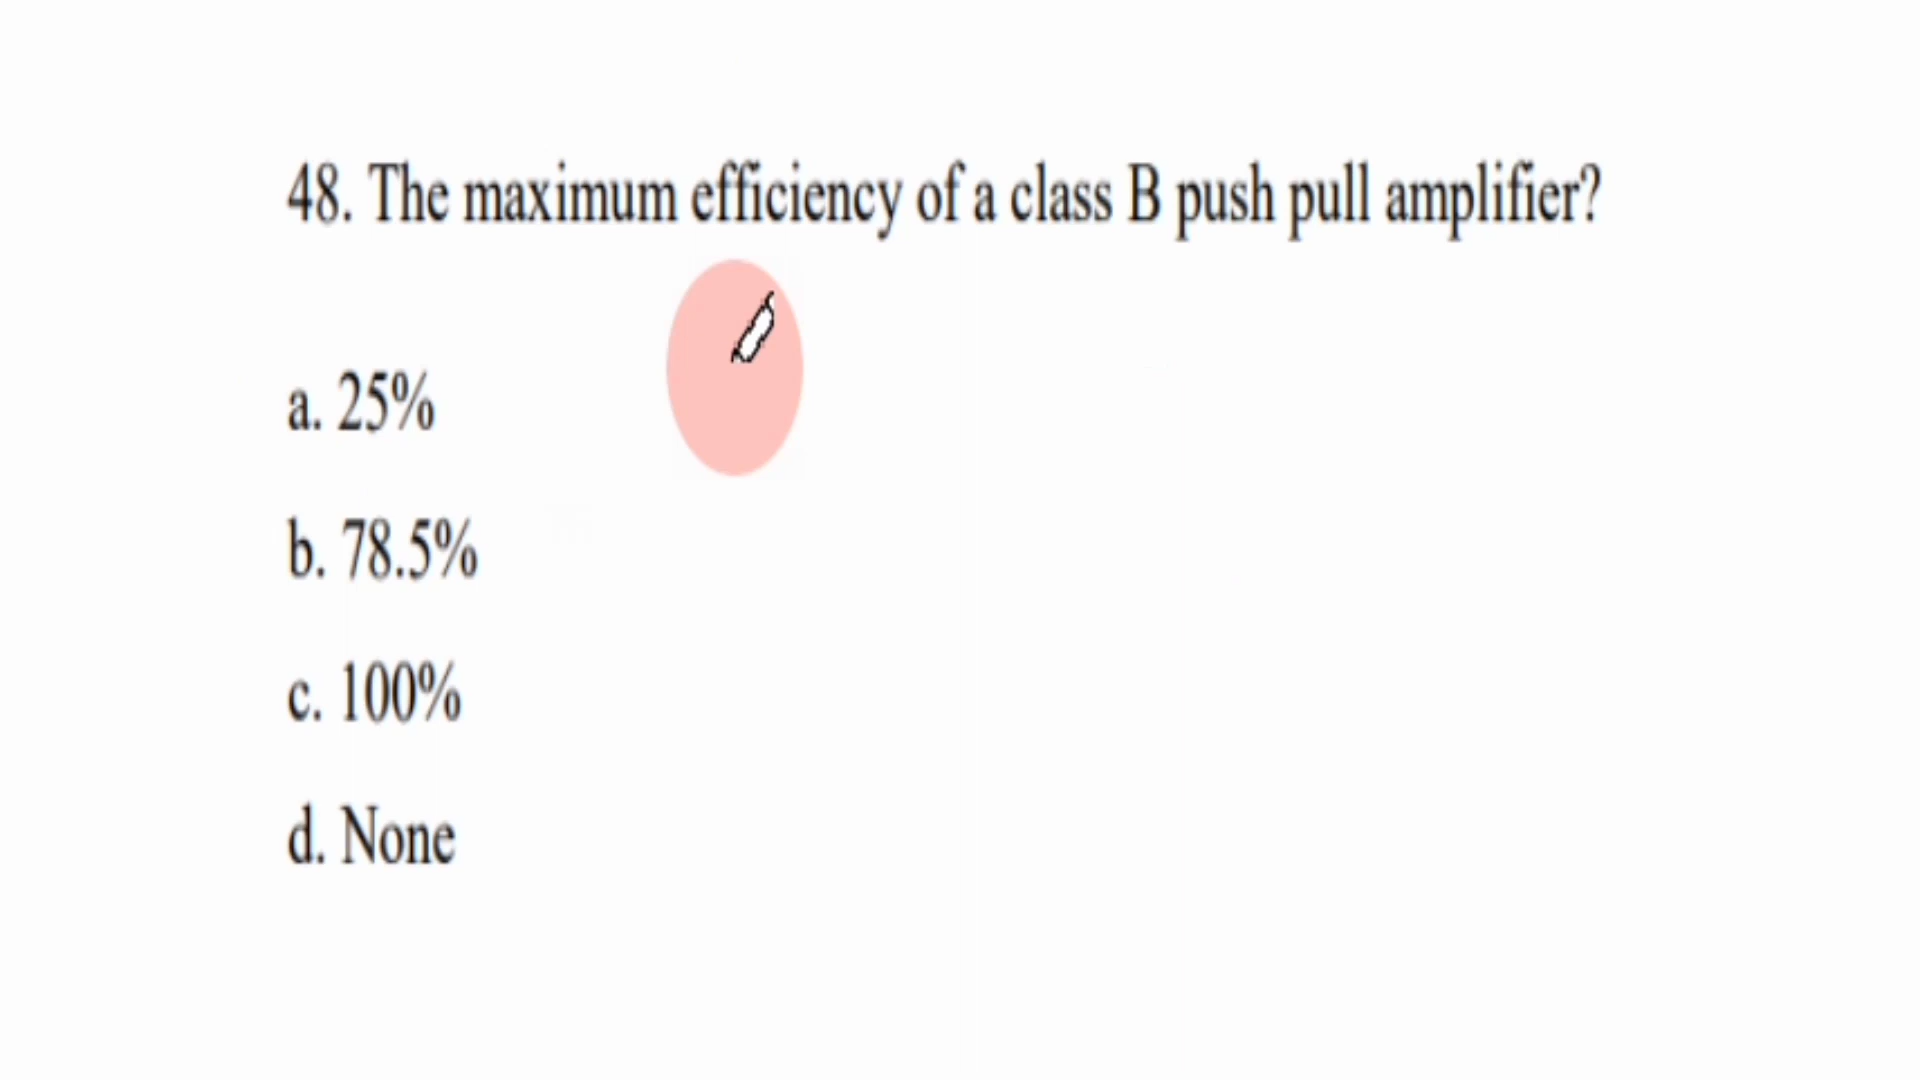 48. The maximum efficiency of a class B push pull amplifier?
a. 25%
b. 78.5%
c. 100%
d. None